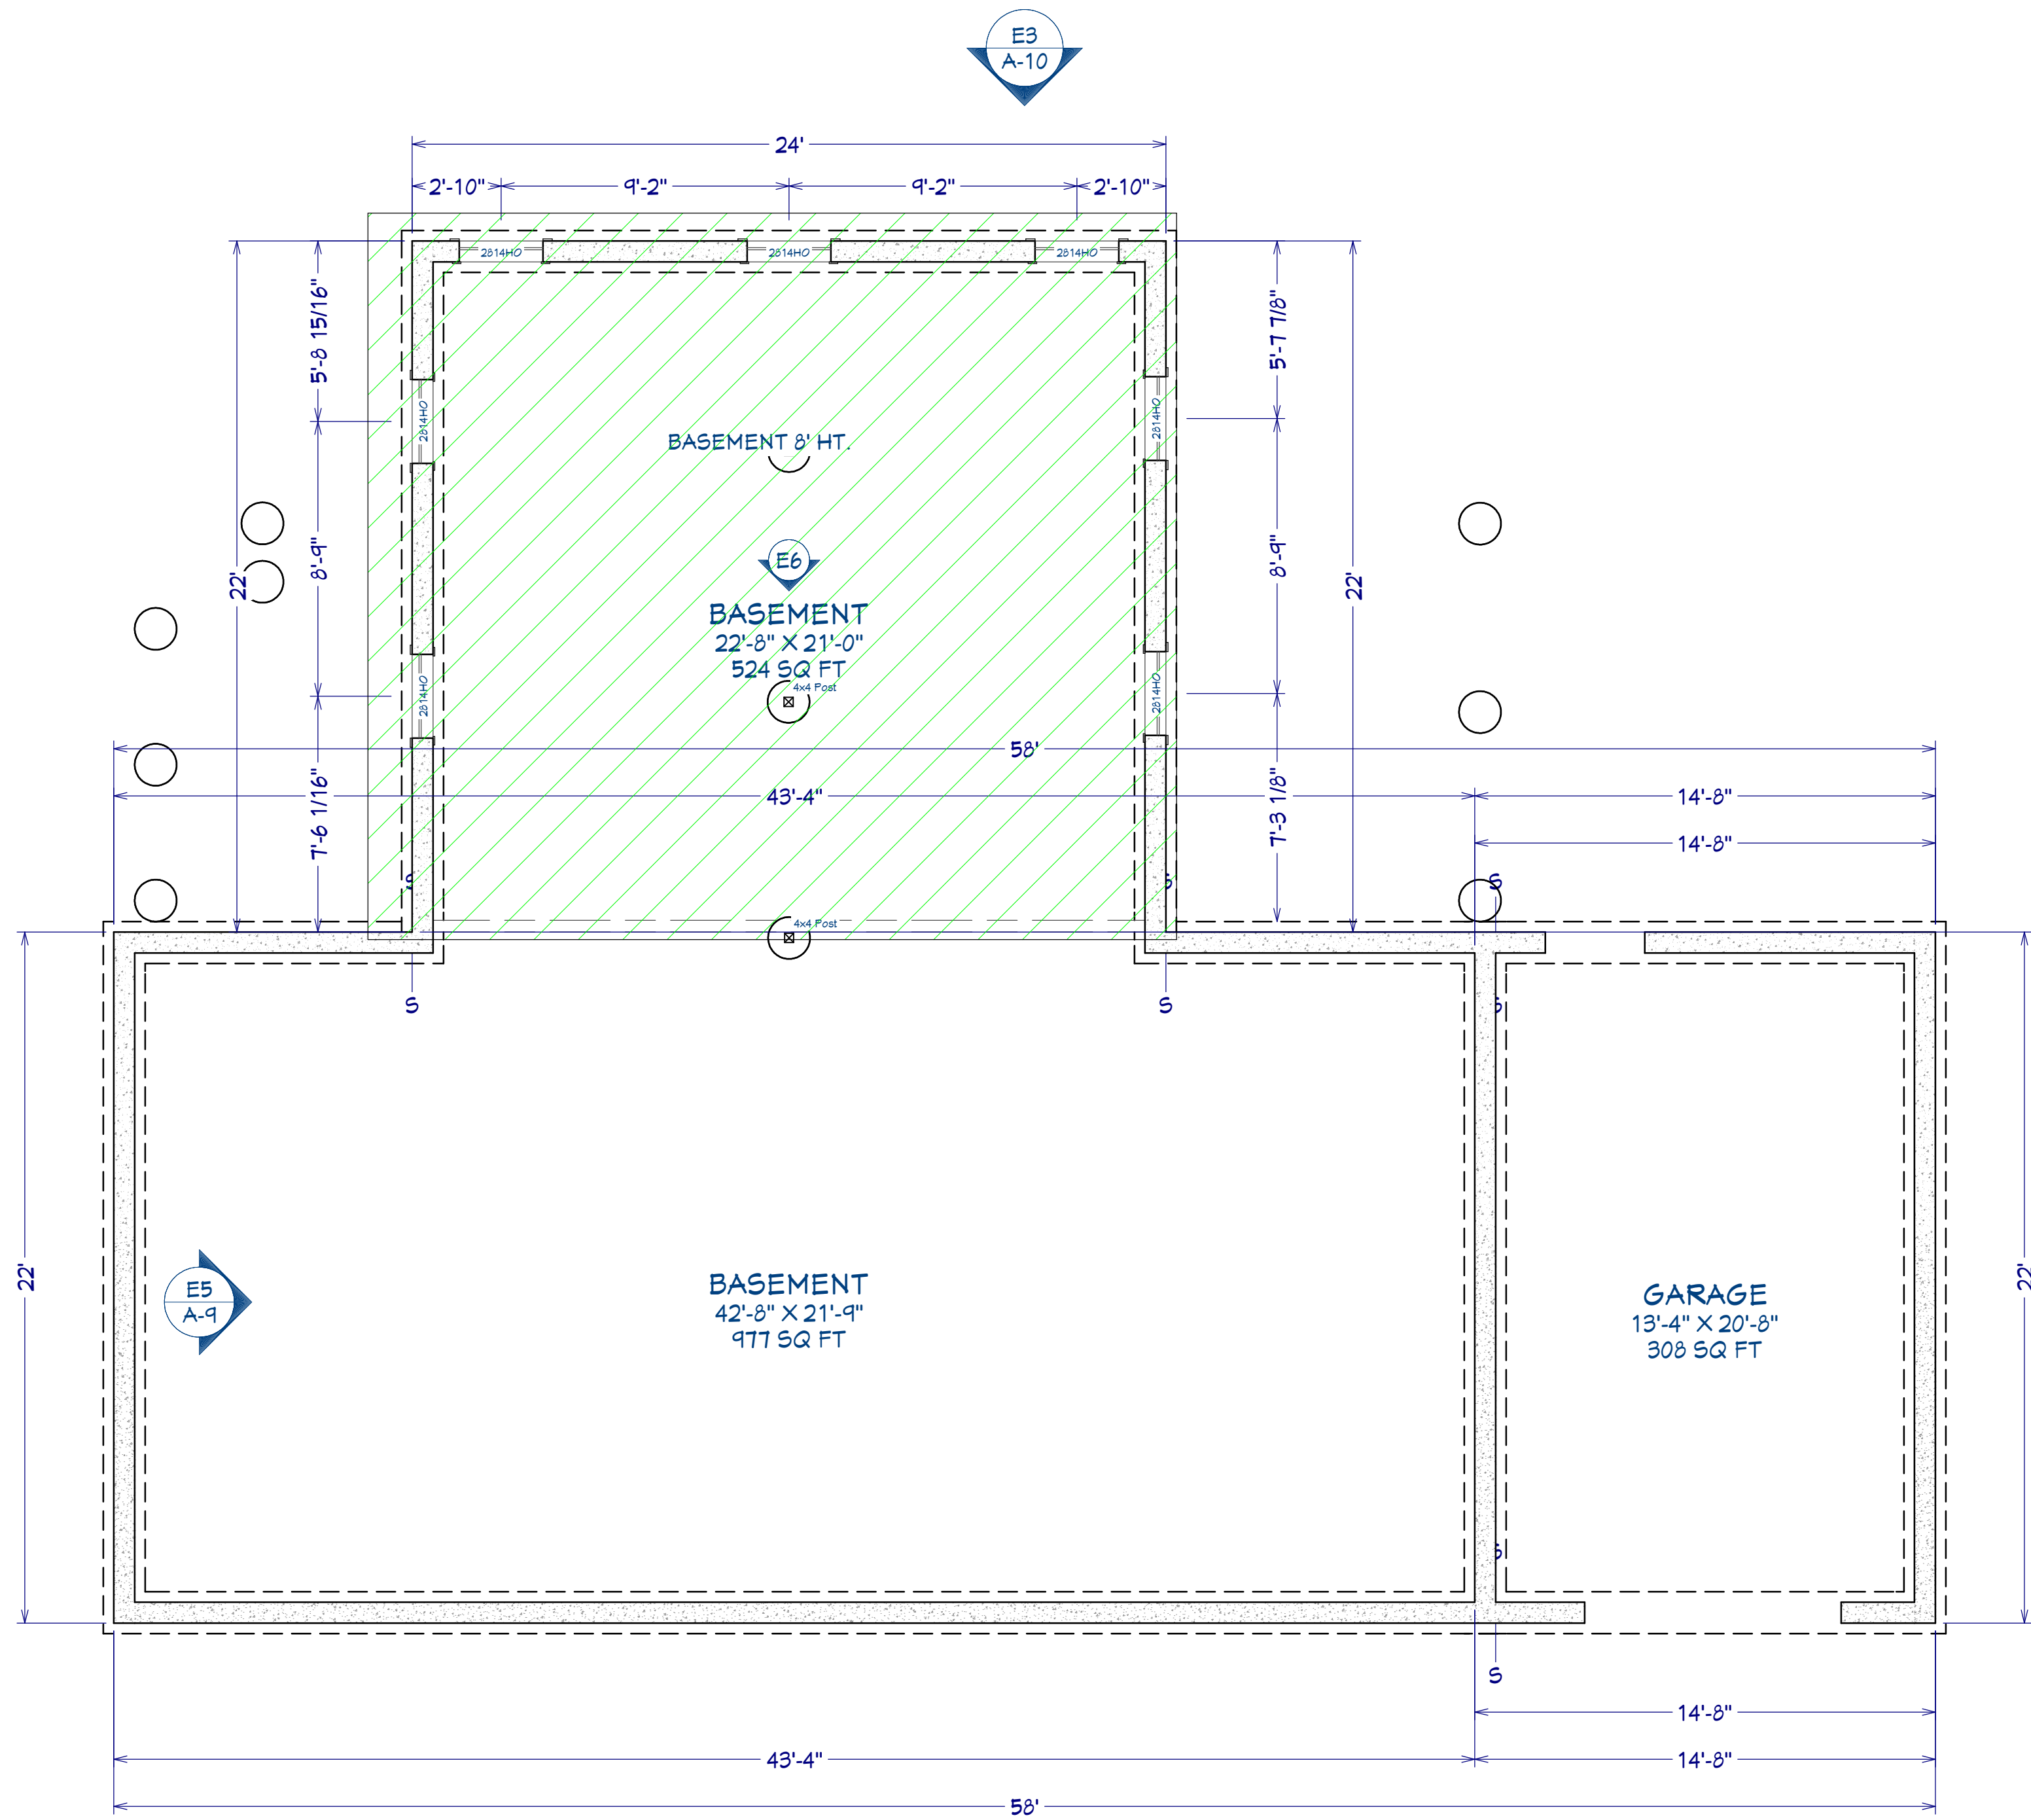 E3
A-10
24'
2'-10"
9'-2"
9'-2"
2'-10"
2814HO
2814HO
2814HO
5'-8 15/16"
5'-7 7/8"
2814HO
2814HO
BASEMENT 8' HT.
22'
8'-9"
E6
8'-9"
22'
BASEMENT
22'-8" X 21'-0"
524 SQ FT
4x4 Post
2814HO
2814HO
58'
43'-4"
14'-8"
7'-6 1/16"
7'-3 1/8"
14'-8"
S
S
S
4x4 Post
S
S
S
22'
E5
A-9
BASEMENT
42'-8" X 21'-9"
977 SQ FT
GARAGE
13'-4" X 20'-8"
308 SQ FT
22'
S
S
14'-8"
43'-4"
14'-8"
58'